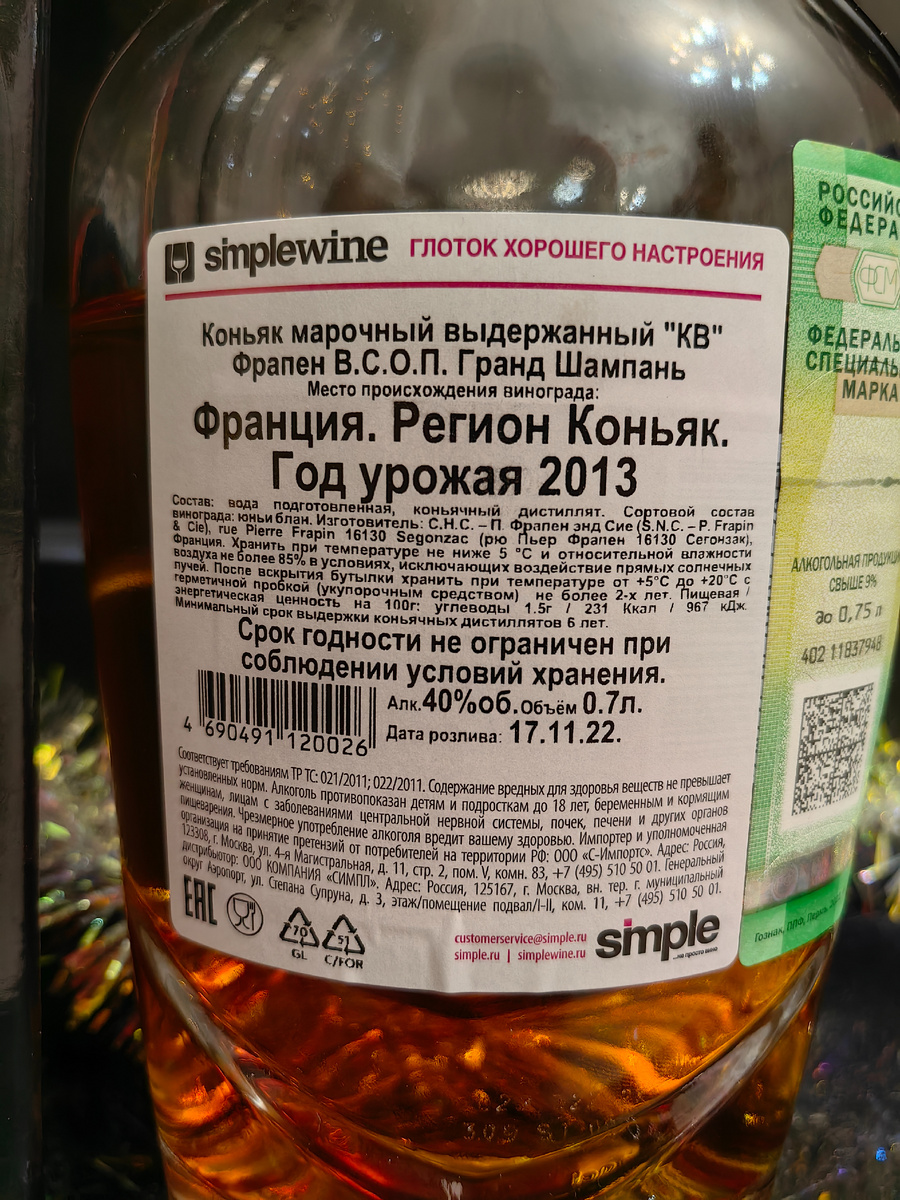 simplewine ГЛОТОК ХОРОШЕГО НАСТРОЕНИЯ
Коньяк марочный выдержанный "КВ"
Фрапен В.С.О.П. Гранд Шампань
Место происхождения винограда:
Франция. Регион Коньяк.
Год урожая 2013
Состав: вода подготовленная, коньячный дистиллят. Сортовой состав
винограда: юньи блан. Изготовитель: С.Н.С. – П. Фрапен энд Сие (S.N.C. – P. Frapin
& Cie), rue Pierre Frapin 16130 Segonzac (рю Пьер Фрапен 16130 Сегонзак),
Франция. Хранить при температуре не ниже 5 °С и относительной влажности
воздуха не более 85% в условиях, исключающих воздействие прямых солнечных
лучей. После вскрытия бутылки хранить при температуре от +5°С до +20°С с
герметичной пробкой (укупорочным средством) не более 2-х лет. Пищевая /
энергетическая ценность на 100г: углеводы 1.5г / 231 Ккал / 967 кДж.
Минимальный срок выдержки коньячных дистиллятов 6 лет.
Срок годности не ограничен при
соблюдении условий хранения.
Алк.40%об.Объём 0.7л.
Дата розлива: 17.11.22.
4 690491 120026
Соответствует требованиям ТР ТС: 021/2011; 022/2011. Содержание вредных для здоровья веществ не превышает
установленных норм. Алкоголь противопоказан детям и подросткам до 18 лет, беременным и кормящим
женщинам, лицам с заболеваниями центральной нервной системы, почек, печени и других органов
пищеварения. Чрезмерное употребление алкоголя вредит вашему здоровью. Импортер и уполномоченная
организация на принятие претензий от потребителей на территории РФ: ООО «С-Импортс». Адрес: Россия,
123308, г. Москва, ул. 4-я Магистральная, д. 11, стр. 2, пом. V, комн. 83, +7 (495) 510 50 01. Генеральный
дистрибьютор: ООО КОМПАНИЯ «СИМПЛ», Адрес: Россия, 125167, г. Москва, вн. тер. г. муниципальный
округ Аэропорт, ул. Степана Супруна, д. 3, этаж/помещение подвал/I-II, ком. 11, +7 (495) 510 50 01.
EAC
70
GL
51
C/FOR
customerservice@simple.ru
simple.ru | simplewine.ru
simple
...не просто вино
РОССИЙС
ФЕДЕРА
ФСМ
ФЕДЕРАЛЬ
СПЕЦИАЛЬ
МАРКА
АЛКОГОЛЬНАЯ ПРОДУКЦИ
СВЫШЕ 9%
до 0,75 л
402 11837948
Гознак, ППФ, Пермь,